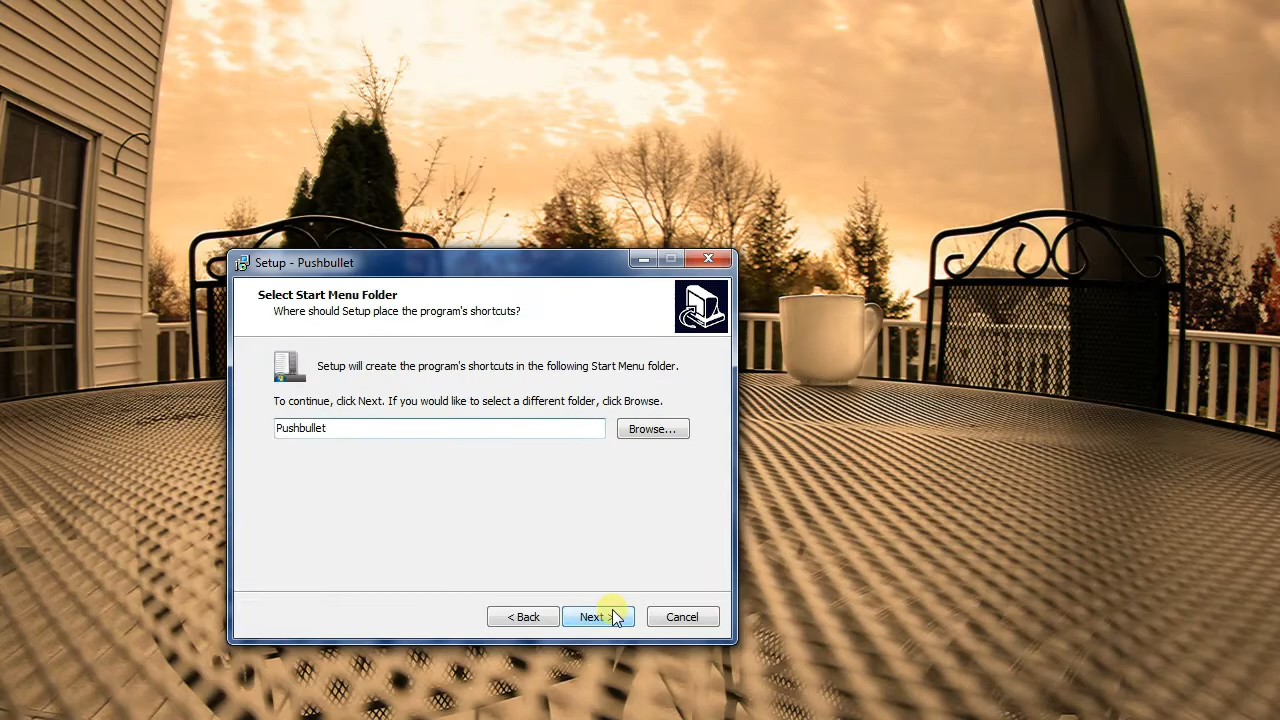 Setup - Pushbullet
Select Start Menu Folder
Where should Setup place the program's shortcuts?
Setup will create the program's shortcuts in the following Start Menu folder.
To continue, click Next. If you would like to select a different folder, click Browse.
Pushbullet
Browse...
< Back
Next >
Cancel